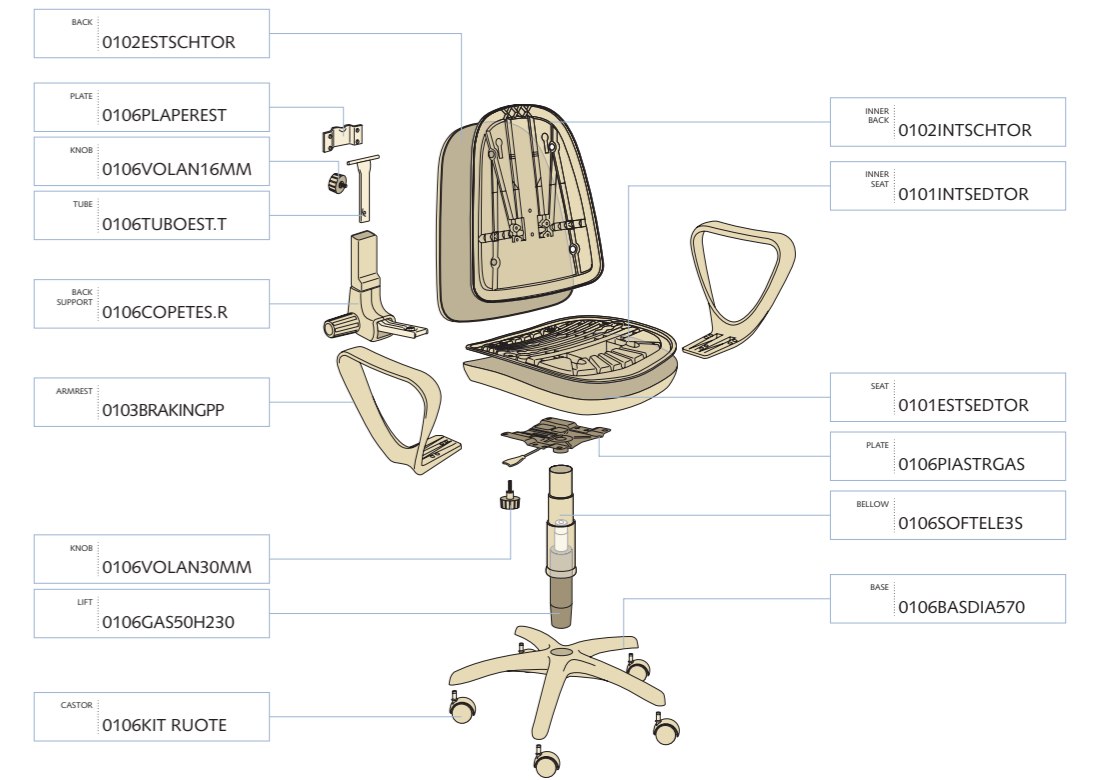 BACK
0102ESTSCHTOR
PLATE
0106PLAPEREST
KNOB
0106VOLAN16MM
TUBE
0106TUBOEST.T
BACK
SUPPORT
0106COPETES.R
ARMREST
0103BRAKINGPP
KNOB
0106VOLAN30MM
LIFT
0106GAS50H230
CASTOR
0106KIT RUOTE
INNER
BACK
0102INTSCHTOR
INNER
SEAT
0101INTSEDTOR
SEAT
0101ESTSEDTOR
PLATE
0106PIASTRGAS
BELLOW
0106SOFTELE3S
BASE
0106BASDIA570